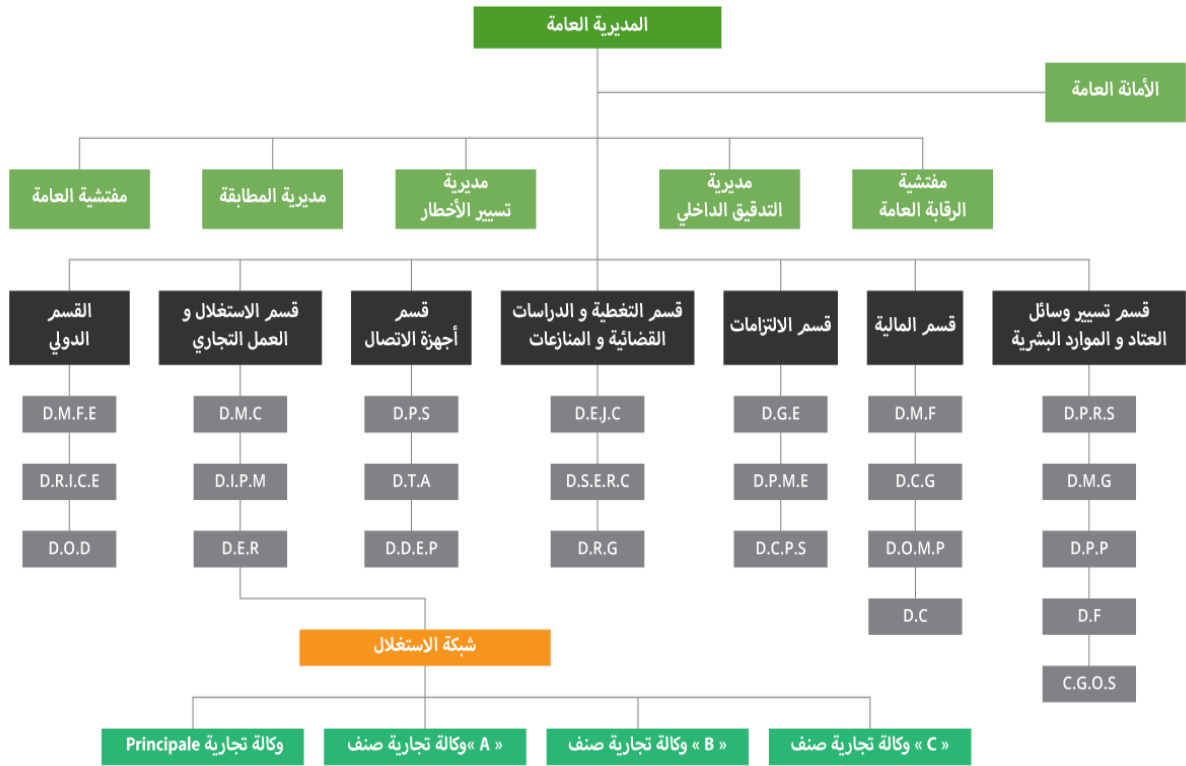 المديرية العامة
الأمانة العامة
مفتشية
الرقابة العامة
مديرية
التدقيق الداخلي
مديرية
تسيير الأخطار
مديرية المطابقة
مفتشية العامة
قسم تسيير وسائل
العتاد و الموارد البشرية
قسم المالية
قسم الالتزامات
قسم التغطية و الدراسات
القضائية و المنازعات
قسم
أجهزة الاتصال
قسم الاستغلال و
العمل التجاري
القسم
الدولي
D.P.R.S
D.M.F
D.G.E
D.E.J.C
D.P.S
D.M.C
D.M.F.E
D.M.G
D.C.G
D.P.M.E
D.S.E.R.C
D.T.A
D.I.P.M
D.R.I.C.E
D.P.P
D.O.M.P
D.C.P.S
D.R.G
D.D.E.P
D.E.R
D.O.D
D.F
D.C
C.G.O.S
شبكة الاستغلال
« C » وكالة تجارية صنف
« B » وكالة تجارية صنف
« A »وكالة تجارية صنف
وكالة تجارية Principale